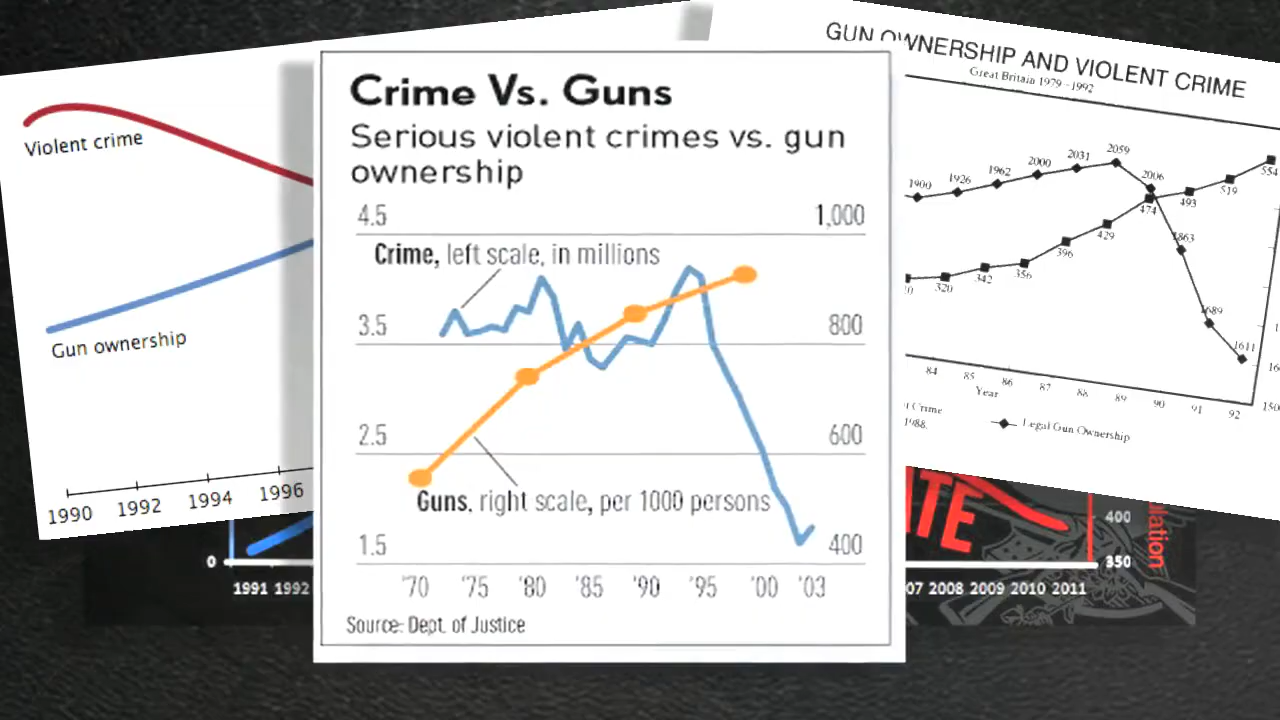 Violent crime
Gun ownership
1990 1992 1994 1996
0
1991 1992
Crime Vs. Guns
Serious violent crimes vs. gun
ownership
4.5 1,000
Crime, left scale, in millions
3.5 800
2.5 600
Guns, right scale, per 1000 persons
1.5 400
'70 '75 '80 '85 '90 '95 '00 '03
Source: Dept. of Justice
GUN OWNERSHIP AND VIOLENT CRIME
Great Britain 1979 - 1992
1900 1926 1962 2000 2031 2059 2006 1863 1689 1611
320 342 356 396 429 474 493 519 554
84 85 86 87 88 89 90 91 92
Year
Crime
1988.
Legal Gun Ownership
400
350
07 2008 2009 2010 2011